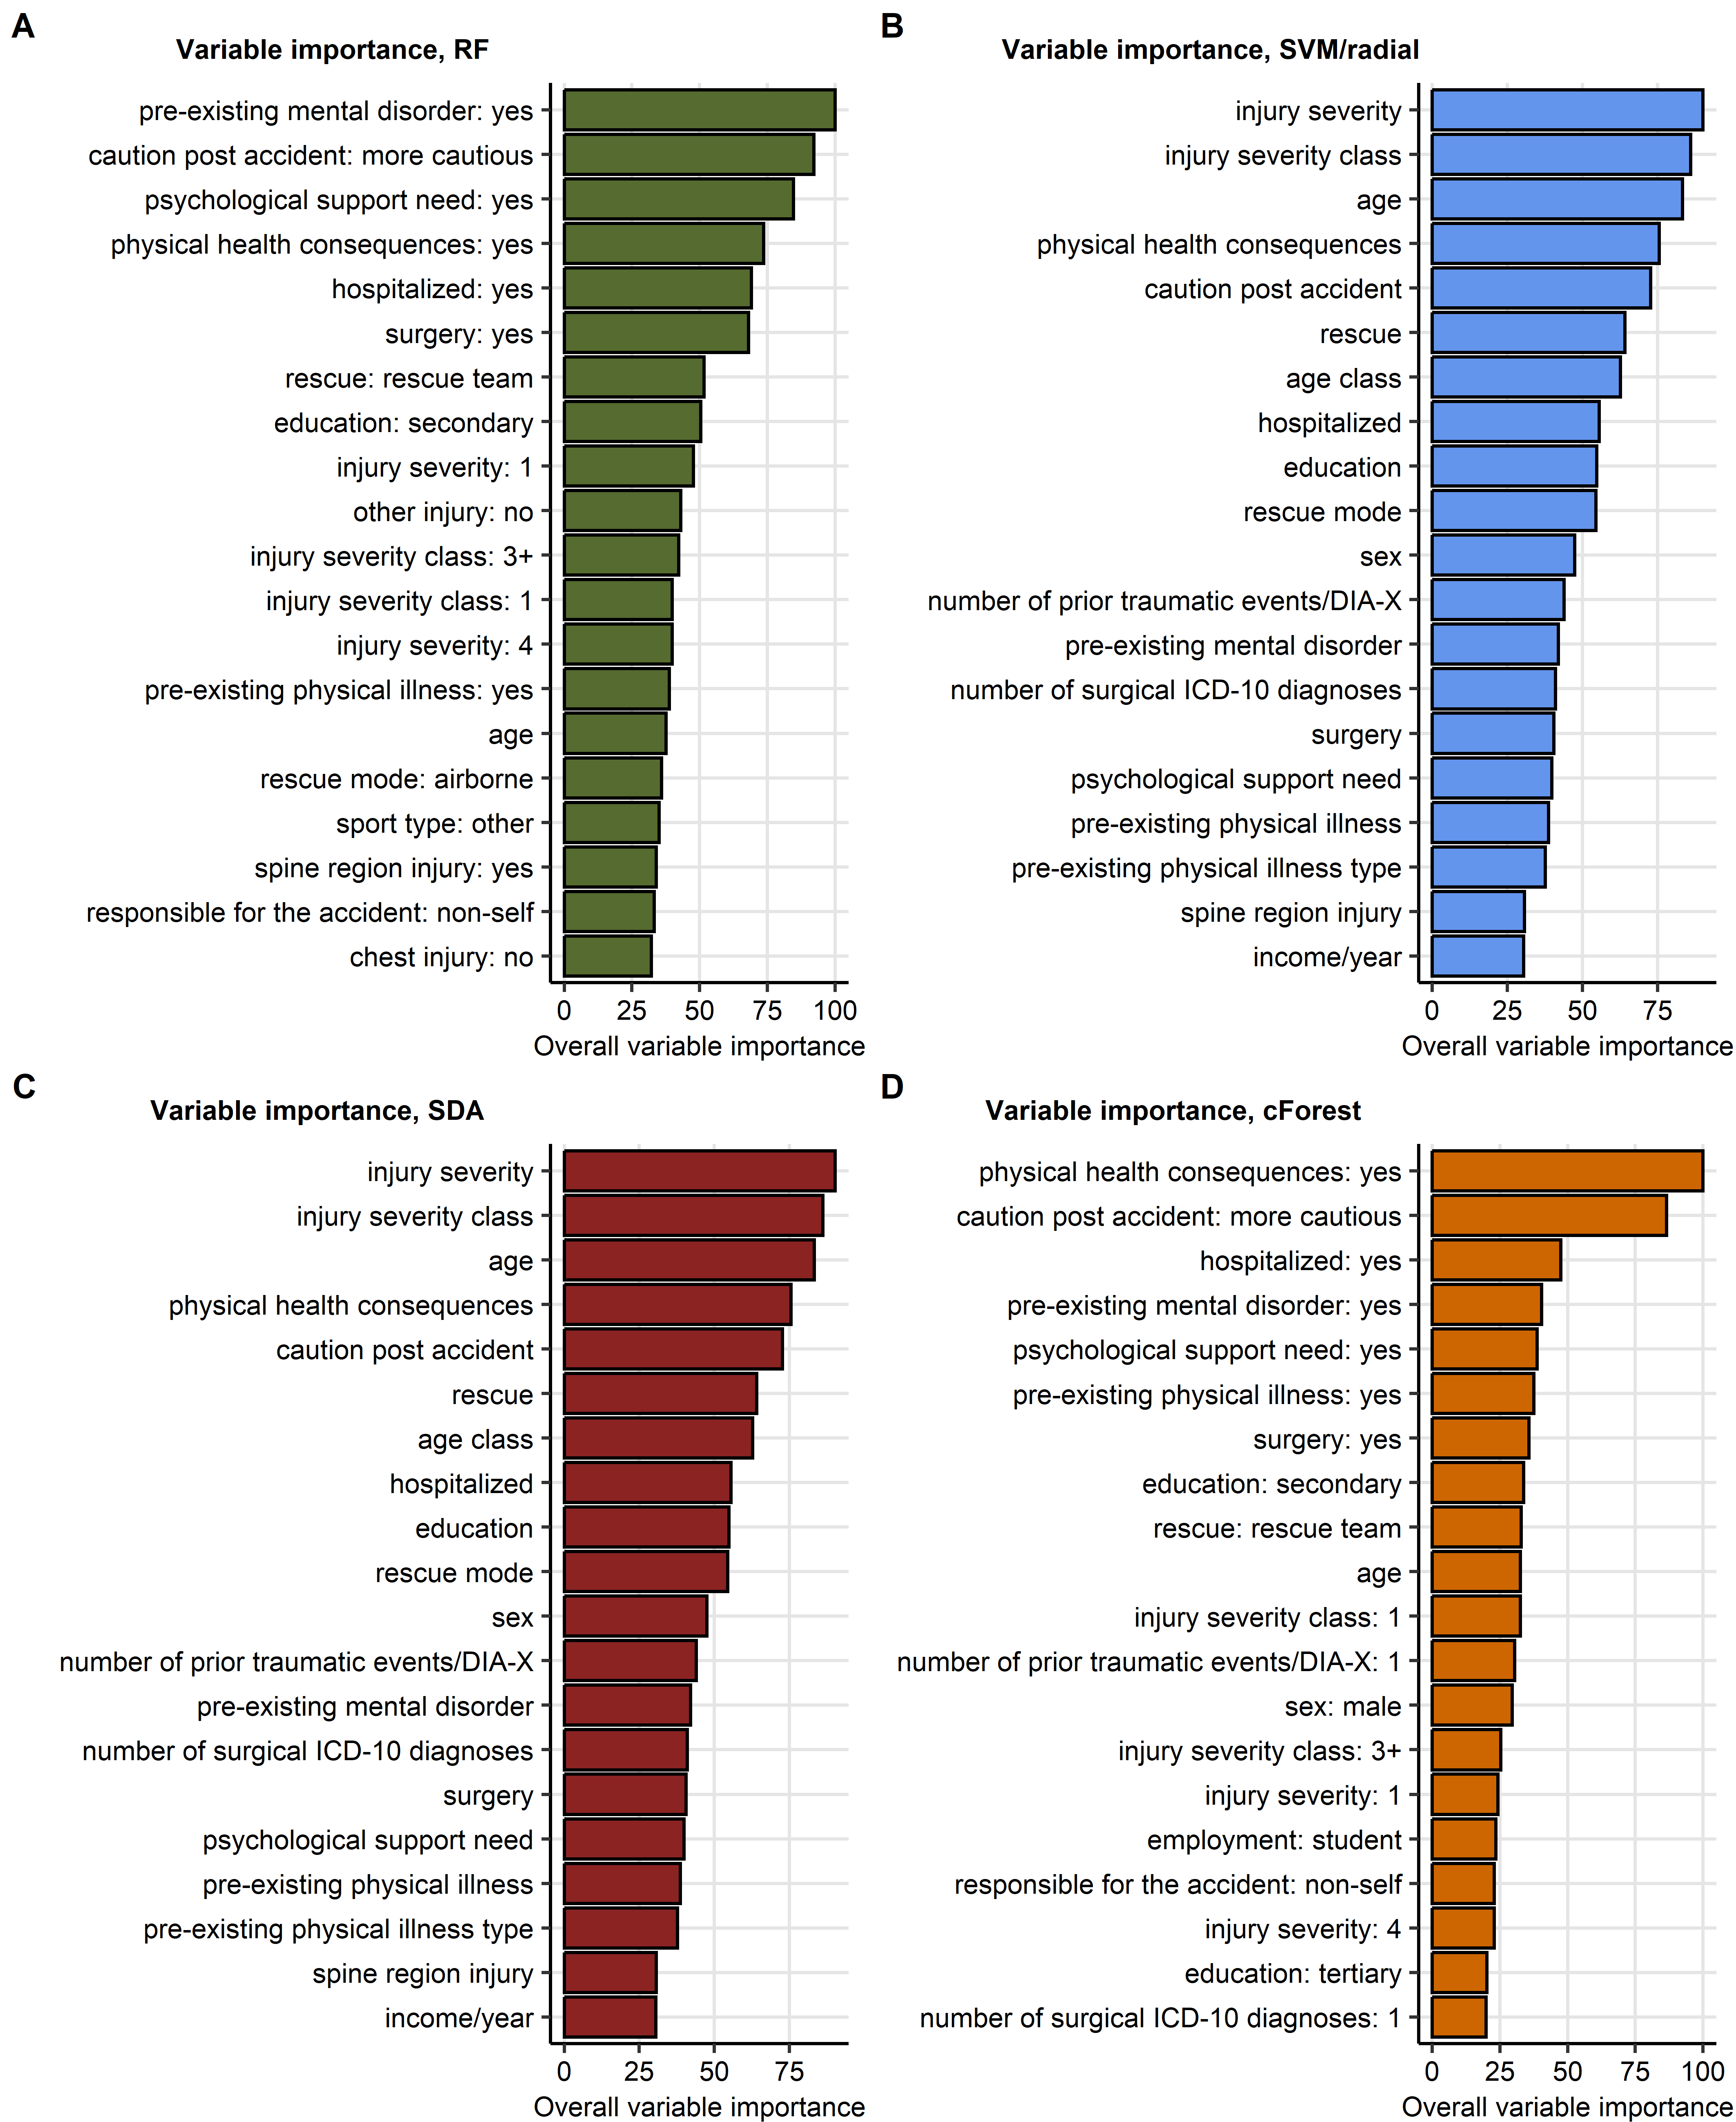 A
Variable importance, RF
pre-existing mental disorder: yes
caution post accident: more cautious
psychological support need: yes
physical health consequences: yes
hospitalized: yes
surgery: yes
rescue: rescue team
education: secondary
injury severity: 1
other injury: no
injury severity class: 3+
injury severity class: 1
injury severity: 4
pre-existing physical illness: yes
age
rescue mode: airborne
sport type: other
spine region injury: yes
responsible for the accident: non-self
chest injury: no
0 25 50 75 100
Overall variable importance
B
Variable importance, SVM/radial
injury severity
injury severity class
age
physical health consequences
caution post accident
rescue
age class
hospitalized
education
rescue mode
sex
number of prior traumatic events/DIA-X
pre-existing mental disorder
number of surgical ICD-10 diagnoses
surgery
psychological support need
pre-existing physical illness
pre-existing physical illness type
spine region injury
income/year
0 25 50 75
Overall variable importance
C
Variable importance, SDA
injury severity
injury severity class
age
physical health consequences
caution post accident
rescue
age class
hospitalized
education
rescue mode
sex
number of prior traumatic events/DIA-X
pre-existing mental disorder
number of surgical ICD-10 diagnoses
surgery
psychological support need
pre-existing physical illness
pre-existing physical illness type
spine region injury
income/year
0 25 50 75
Overall variable importance
D
Variable importance, cForest
physical health consequences: yes
caution post accident: more cautious
hospitalized: yes
pre-existing mental disorder: yes
psychological support need: yes
pre-existing physical illness: yes
surgery: yes
education: secondary
rescue: rescue team
age
injury severity class: 1
number of prior traumatic events/DIA-X: 1
sex: male
injury severity class: 3+
injury severity: 1
employment: student
responsible for the accident: non-self
injury severity: 4
education: tertiary
number of surgical ICD-10 diagnoses: 1
0 25 50 75 100
Overall variable importance